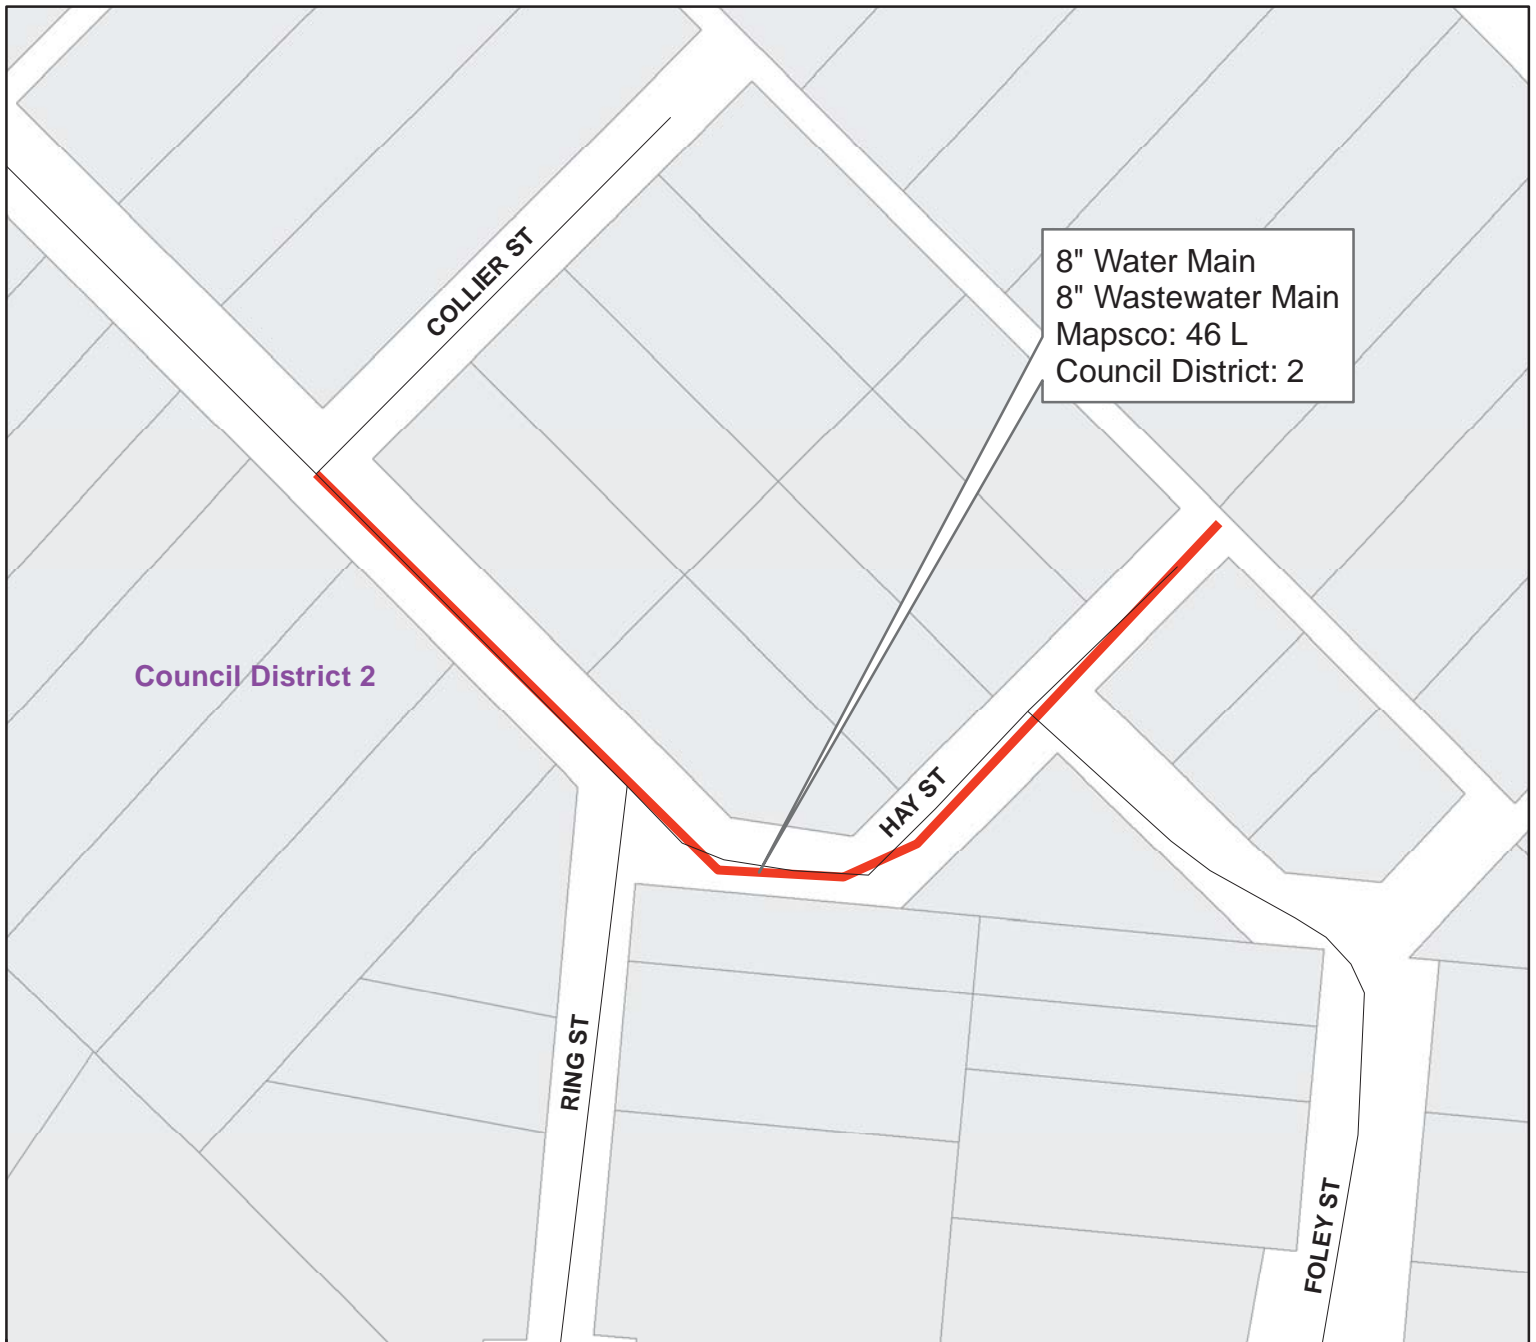 COLLIER ST
8" Water Main
8" Wastewater Main
Mapsco: 46 L
Council District: 2
Council District 2
HAY ST
RING ST
FOLEY ST